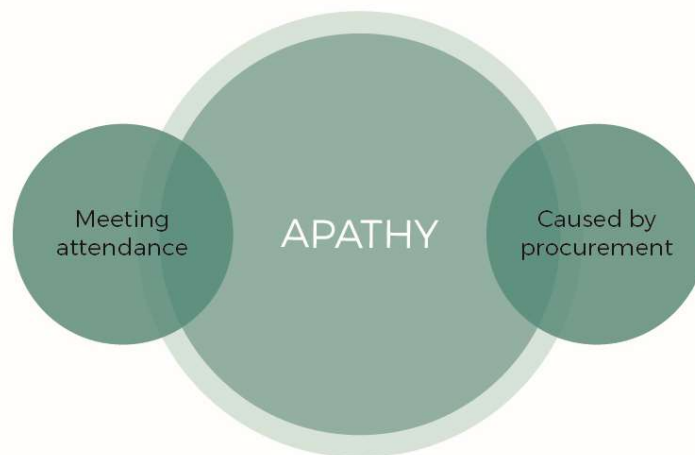 Meeting
attendance
APATHY
Caused by
procurement